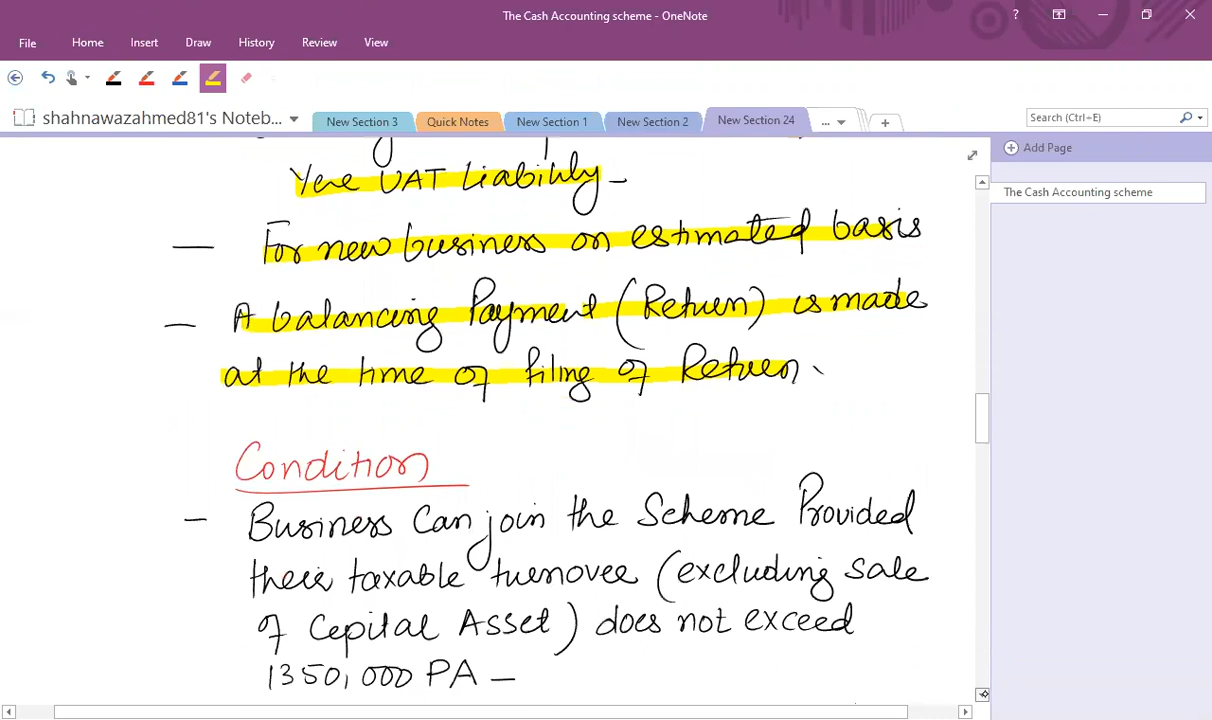 The Cash Accounting scheme - OneNote
?
File Home Insert Draw History Review View
shahnawazahmed81's Noteb... New Section 3 Quick Notes New Section 1 New Section 2 New Section 24 ... + Search (Ctrl+E)
Add Page
The Cash Accounting scheme
Year VAT Liability -
- For new business on estimated basis
- A balancing Payment (Return) is made
at the time of filing of Return.
Condition
- Business Can join the Scheme Provided
their taxable turnover (excluding sale
of Capital Asset) does not exceed
1350,000 PA -